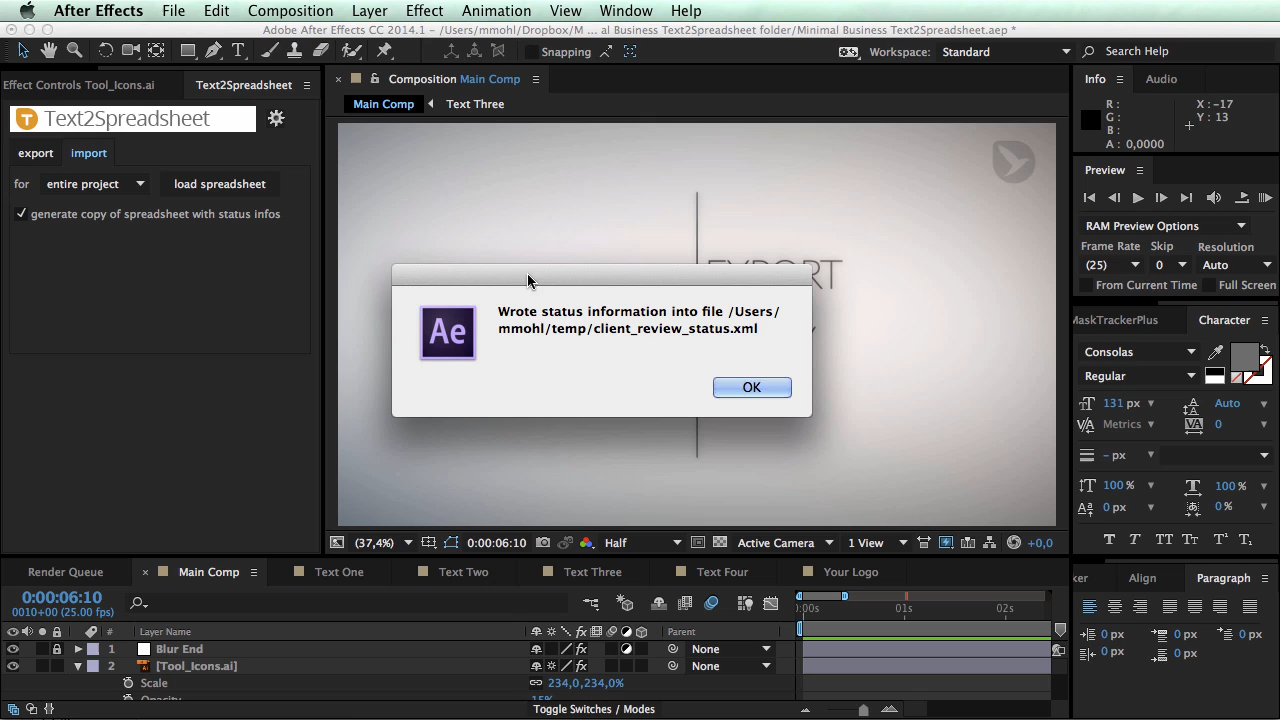 After Effects File Edit Composition Layer Effect Animation View Window Help
Adobe After Effects CC 2014.1 - /Users/mmohl/Dropbox/M ... al Business Text2Spreadsheet folder/Minimal Business Text2Spreadsheet.aep *
Snapping
Workspace: Standard
Search Help
Effect Controls Tool_Icons.ai
Text2Spreadsheet
Composition Main Comp
Info
Audio
Main Comp
Text Three
R:
G:
B:
A: 0,0000
X: -17
Y: 13
T Text2Spreadsheet
export
import
for entire project load spreadsheet
generate copy of spreadsheet with status infos
Preview
RAM Preview Options
Frame Rate Skip Resolution
(25) 0 Auto
From Current Time Full Screen
EXPORT
Wrote status information into file /Users/
mmohl/temp/client_review_status.xml
Ae
OK
MaskTrackerPlus
Character
Consolas
Regular
131 px Auto
Metrics 0
- px
100 % 100 %
0 px 0 %
(37,4%) 0:00:06:10 Half Active Camera 1 View +0,0
Render Queue
Main Comp
Text One
Text Two
Text Three
Text Four
Your Logo
ker
Align
Paragraph
0:00:06:10
0010+00 (25.00 fps)
:00s 01s 02s
# Layer Name Parent
1 Blur End None
2 [Tool_Icons.ai] None
Scale 234,0,234,0%
Opacity 15%
Toggle Switches / Modes
0 px 0 px 0 px
0 px 0 px